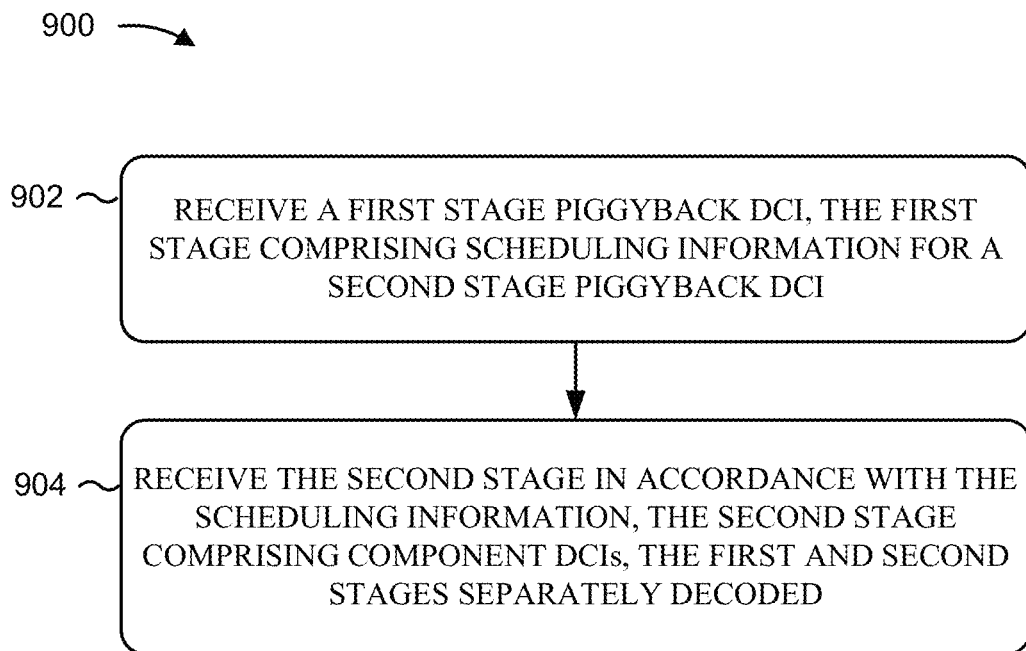 900
902
RECEIVE A FIRST STAGE PIGGYBACK DCI, THE FIRST
STAGE COMPRISING SCHEDULING INFORMATION FOR A
SECOND STAGE PIGGYBACK DCI
904
RECEIVE THE SECOND STAGE IN ACCORDANCE WITH THE
SCHEDULING INFORMATION, THE SECOND STAGE
COMPRISING COMPONENT DCIs, THE FIRST AND SECOND
STAGES SEPARATELY DECODED